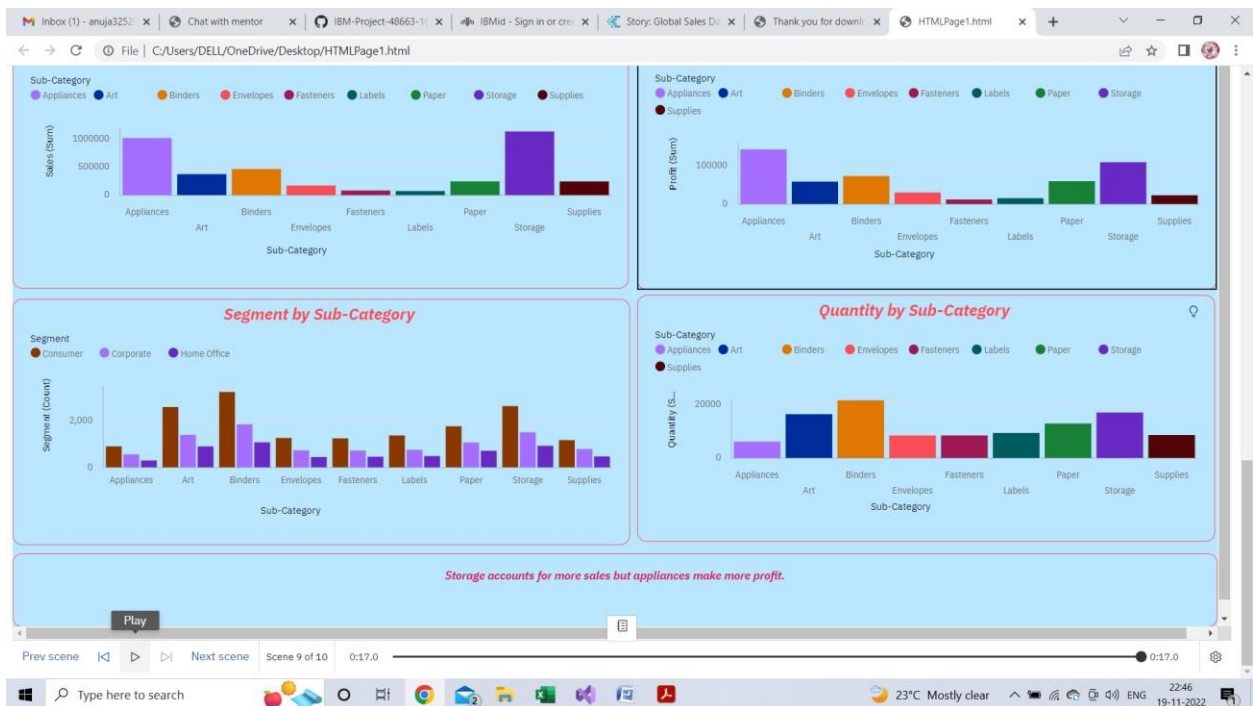 Inbox (1) - anuja3252
Chat with mentor
IBM-Project-48663-1
IBMid - Sign in or cre
Story: Global Sales Da
Thank you for downlo
HTMLPage1.html
File | C:/Users/DELL/OneDrive/Desktop/HTMLPage1.html
Sub-Category
Appliances Art Binders Envelopes Fasteners Labels Paper Storage Supplies
Sales (Sum)
1000000
500000
0
Appliances Binders Fasteners Paper Supplies
Art Envelopes Labels Storage
Sub-Category
Sub-Category
Appliances Art Binders Envelopes Fasteners Labels Paper Storage
Supplies
Profit (Sum)
100000
0
Appliances Binders Fasteners Paper Supplies
Art Envelopes Labels Storage
Sub-Category
Segment by Sub-Category
Segment
Consumer Corporate Home Office
Segment (Count)
2,000
0
Appliances Art Binders Envelopes Fasteners Labels Paper Storage Supplies
Sub-Category
Quantity by Sub-Category
Sub-Category
Appliances Art Binders Envelopes Fasteners Labels Paper Storage
Supplies
Quantity (S...
20000
0
Appliances Binders Fasteners Paper Supplies
Art Envelopes Labels Storage
Sub-Category
Storage accounts for more sales but appliances make more profit.
Play
Prev scene Next scene Scene 9 of 10 0:17.0 0:17.0
Type here to search
23°C Mostly clear ENG 22:46
19-11-2022